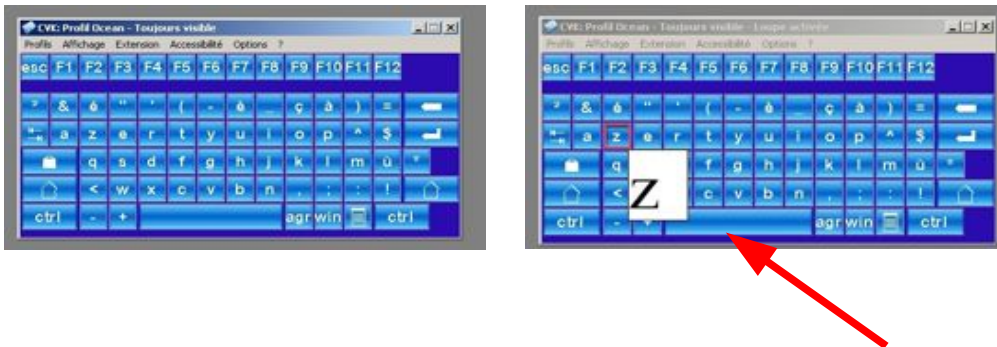 CVK: Profil Ocean - Toujours visible
Profils Affichage Extension Accessibilité Options ?
esc F1 F2 F3 F4 F5 F6 F7 F8 F9 F10 F11 F12
² & é " ' ( - è _ ç à ) =
a z e r t y u i o p ^ $
q s d f g h j k l m ù *
< w x c v b n , ; : !
ctrl - + agr win ctrl
CVK: Profil Ocean - Toujours visible - Loupe activée
Profils Affichage Extension Accessibilité Options ?
esc F1 F2 F3 F4 F5 F6 F7 F8 F9 F10 F11 F12
² & é " ' ( - è _ ç à ) =
a z e r t y u i o p ^ $
q f g h j k l m ù *
< c v b n , ; : !
z
ctrl - agr win ctrl